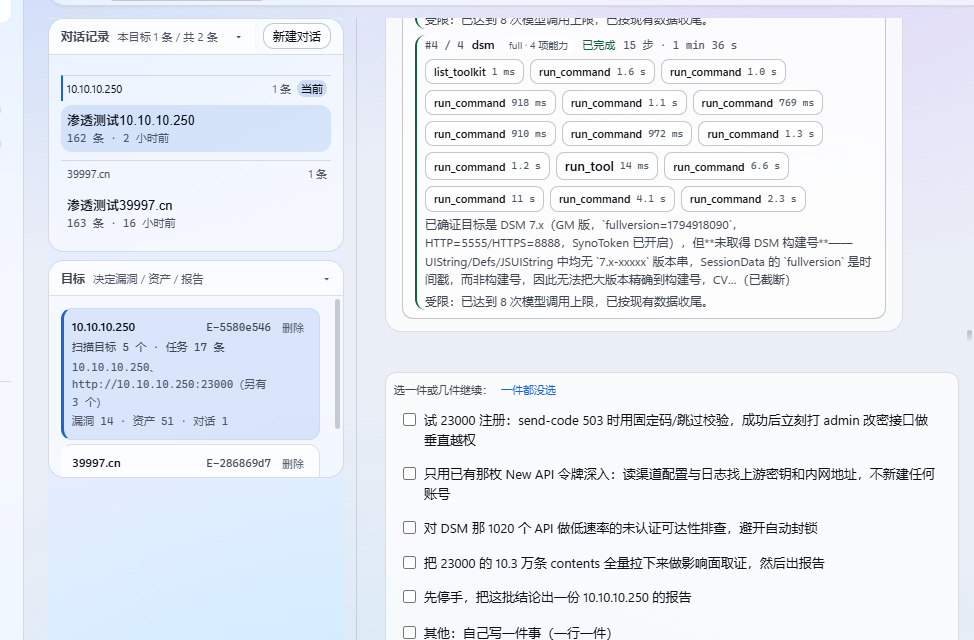 对话记录 本目标 1 条 / 共 2 条
新建对话
10.10.10.250 1 条 当前
渗透测试10.10.10.250
162 条 · 2 小时前
39997.cn 1 条
渗透测试39997.cn
163 条 · 16 小时前
目标 决定漏洞 / 资产 / 报告
10.10.10.250 E-5580e546 删除
扫描目标 5 个 · 任务 17 条
10.10.10.250、
http://10.10.10.250:23000（另有
3 个）
漏洞 14 · 资产 51 · 对话 1
39997.cn E-286869d7 删除
受限：已达到 8 次模型调用上限，已按现有数据收尾。
#4 / 4 dsm full · 4 项能力 已完成 15 步 · 1 min 36 s
list_toolkit 1 ms run_command 1.6 s run_command 1.0 s
run_command 918 ms run_command 1.1 s run_command 769 ms
run_command 910 ms run_command 972 ms run_command 1.3 s
run_command 1.2 s run_tool 14 ms run_command 6.6 s
run_command 11 s run_command 4.1 s run_command 2.3 s
已确证目标是 DSM 7.x（GM 版，`fullversion=1794918090`，
HTTP=5555/HTTPS=8888，SynoToken 已开启），但**未取得 DSM 构建号**——
UIString/Defs/JSUIString 中均无 `7.x-xxxxx` 版本串，SessionData 的 `fullversion` 是时
间戳，而非构建号，因此无法把大版本精确到构建号，CV…（已截断）
受限：已达到 8 次模型调用上限，已按现有数据收尾。
选一件或几件继续： 一件都没选
试 23000 注册：send-code 503 时用固定码/跳过校验，成功后立刻打 admin 改密接口做
垂直越权
只用已有那枚 New API 令牌深入：读渠道配置与日志找上游密钥和内网地址，不新建任何
账号
对 DSM 那 1020 个 API 做低速率的未认证可达性排查，避开自动封锁
把 23000 的 10.3 万条 contents 全量拉下来做影响面取证，然后出报告
先停手，把这批结论出一份 10.10.10.250 的报告
其他：自己写一件事（一行一件）